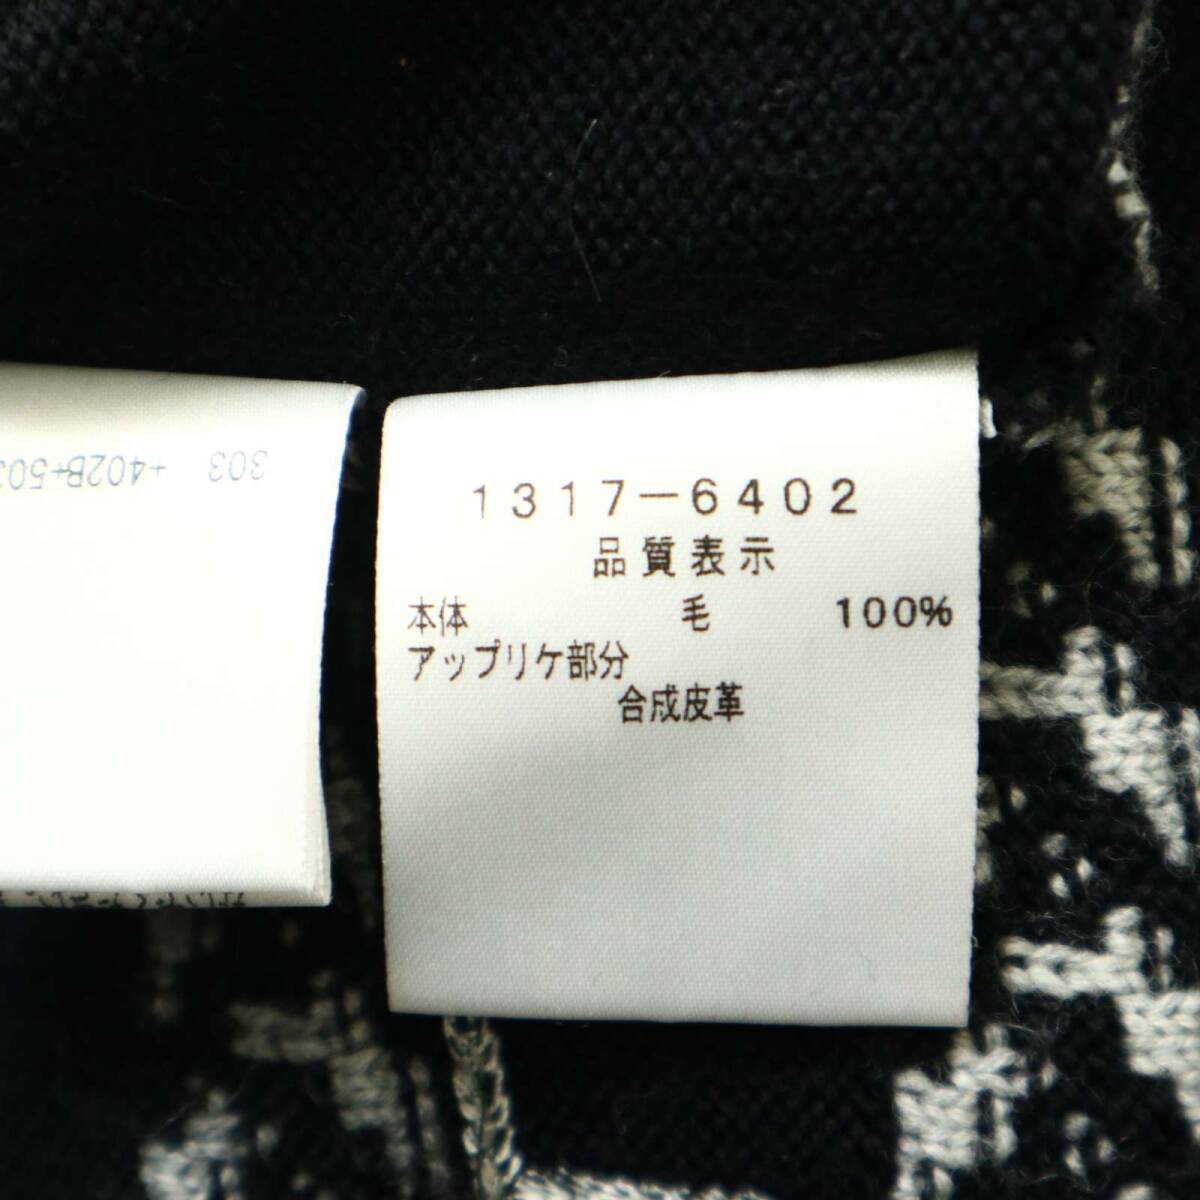 1317-6402
品質表示
本体 毛 100%
アップリケ部分
合成皮革
303 +402B+503